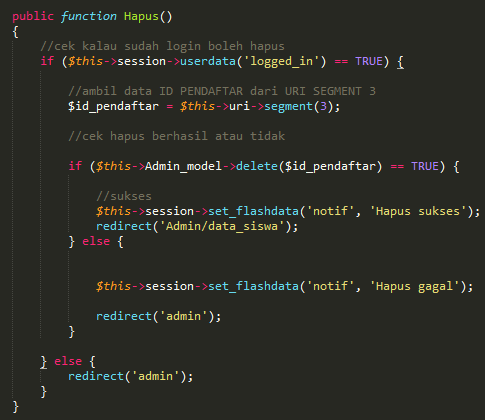 public function Hapus()
{
//cek kalau sudah login boleh hapus
if ($this->session->userdata('logged_in') == TRUE) {
//ambil data ID PENDAFTAR dari URI SEGMENT 3
$id_pendaftar = $this->uri->segment(3);
//cek hapus berhasil atau tidak
if ($this->Admin_model->delete($id_pendaftar) == TRUE) {
//sukses
$this->session->set_flashdata('notif', 'Hapus sukses');
redirect('Admin/data_siswa');
} else {
$this->session->set_flashdata('notif', 'Hapus gagal');
redirect('admin');
}
} else {
redirect('admin');
}
}